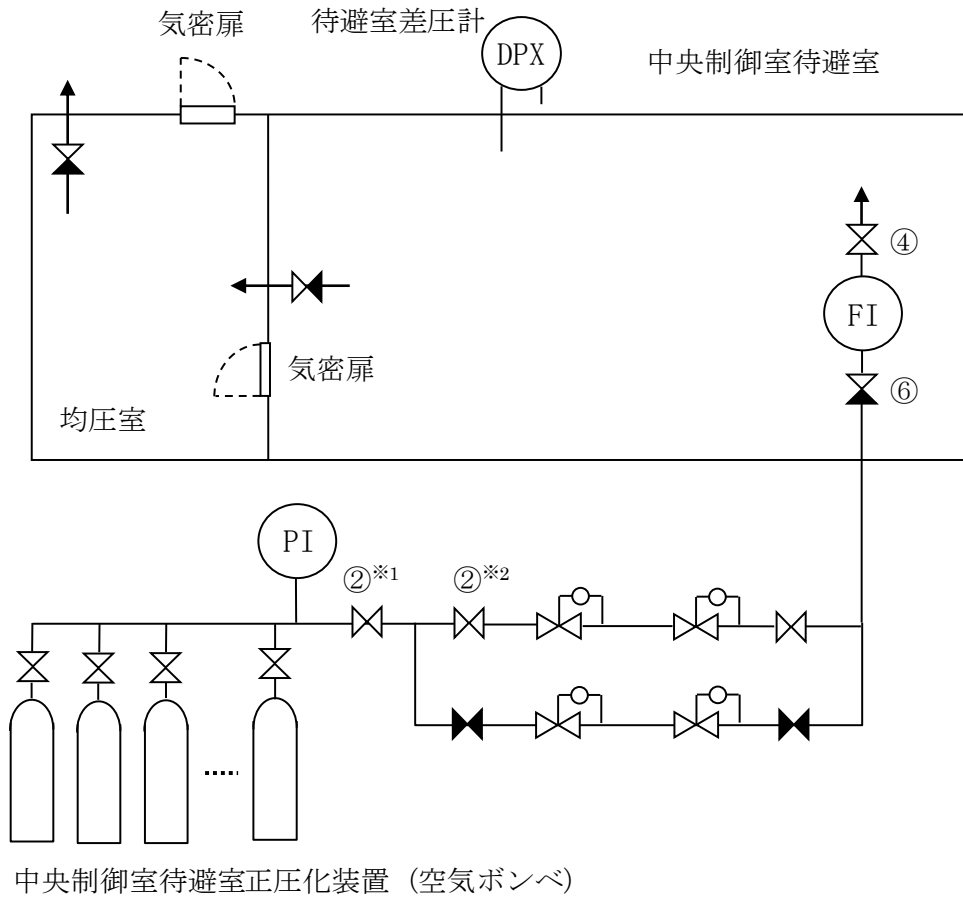 気密扉
待避室差圧計
DPX
中央制御室待避室
④
FI
気密扉
⑥
均圧室
PI
②※1
②※2
中央制御室待避室正圧化装置（空気ボンベ）